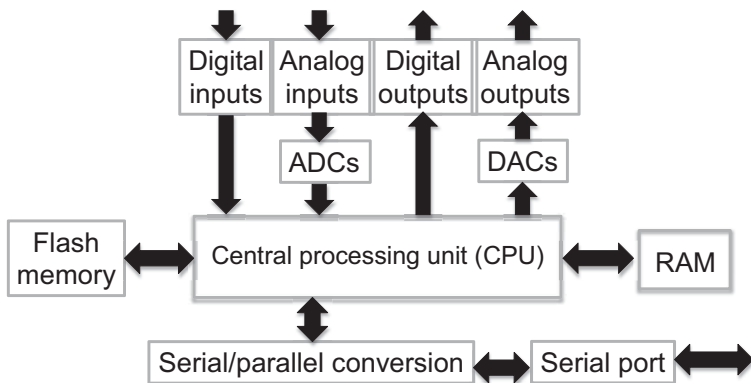 Digital
inputs
Analog
inputs
Digital
outputs
Analog
outputs
ADCs
DACs
Flash
memory
Central processing unit (CPU)
RAM
Serial/parallel conversion
Serial port